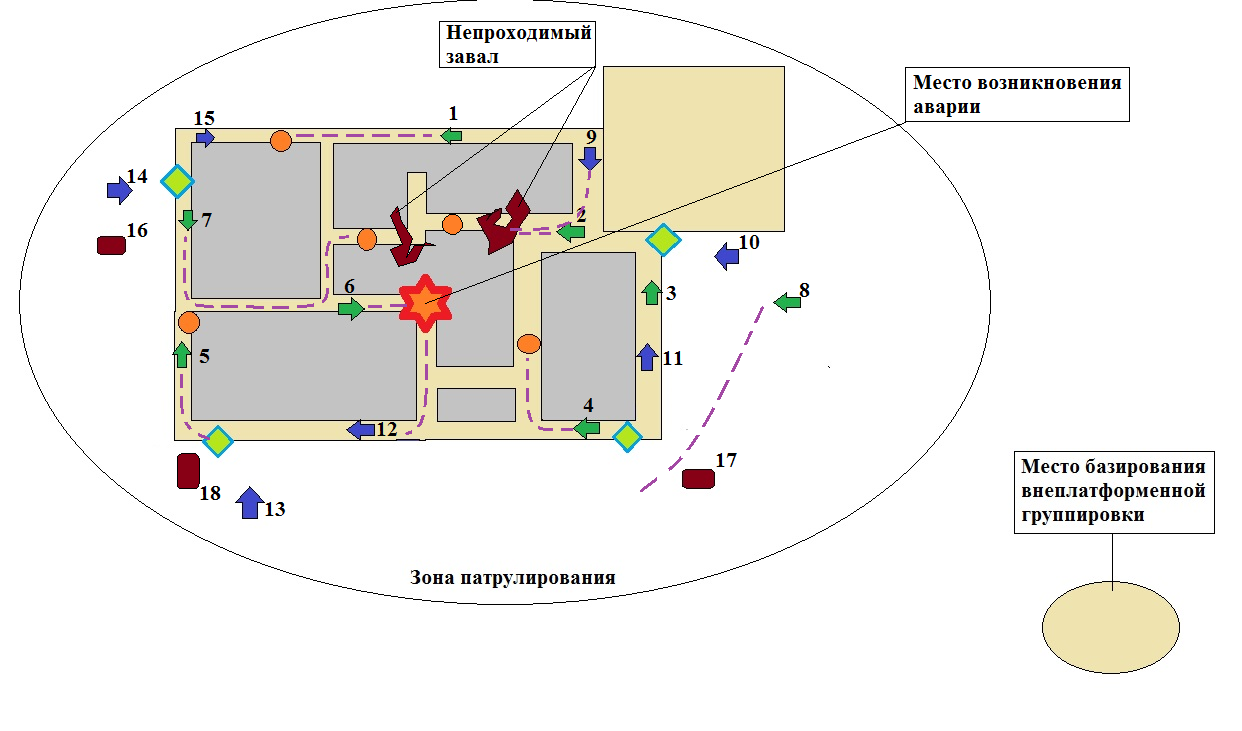 Непроходимый
завал
Место возникновения
аварии
15
1
9
14
7
2
16
10
6
8
3
5
11
4
12
17
18
13
Место базирования
внеплатформенной
группировки
Зона патрулирования